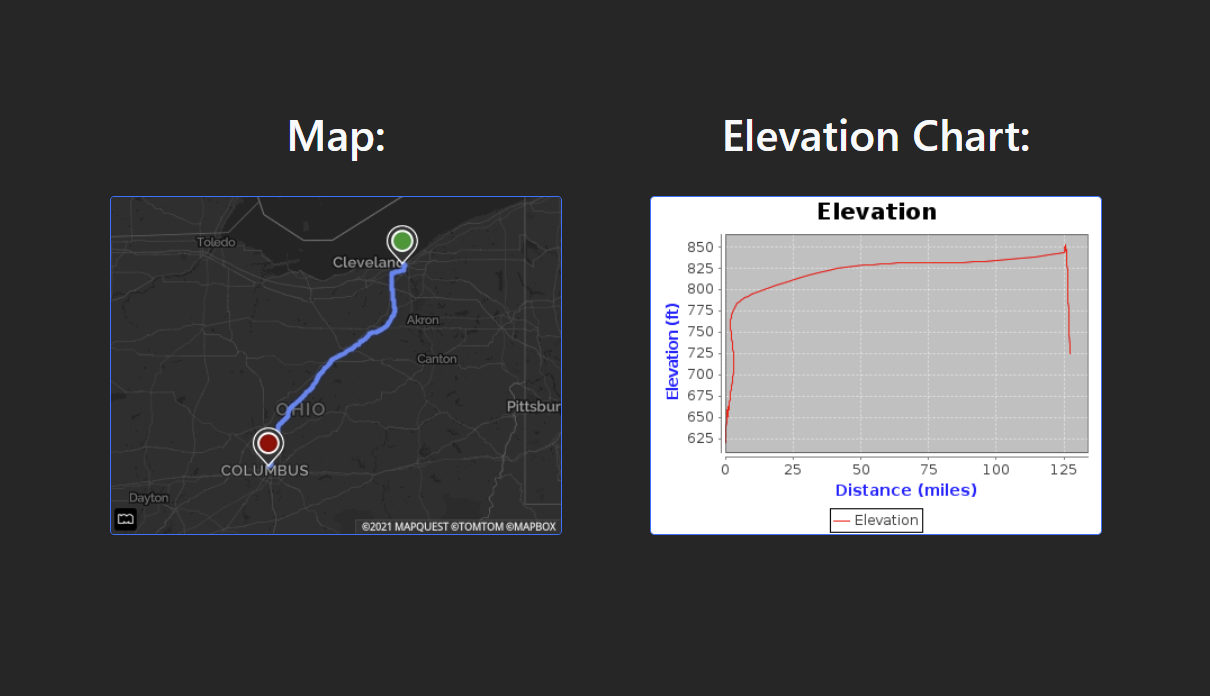 Map:
Elevation Chart:
Toledo
Cleveland
Akron
Canton
OHIO
Pittsbur
COLUMBUS
Dayton
©2021 MAPQUEST ©TOMTOM ©MAPBOX
Elevation
850
825
800
775
750
725
700
675
650
625
Elevation (ft)
0 25 50 75 100 125
Distance (miles)
Elevation